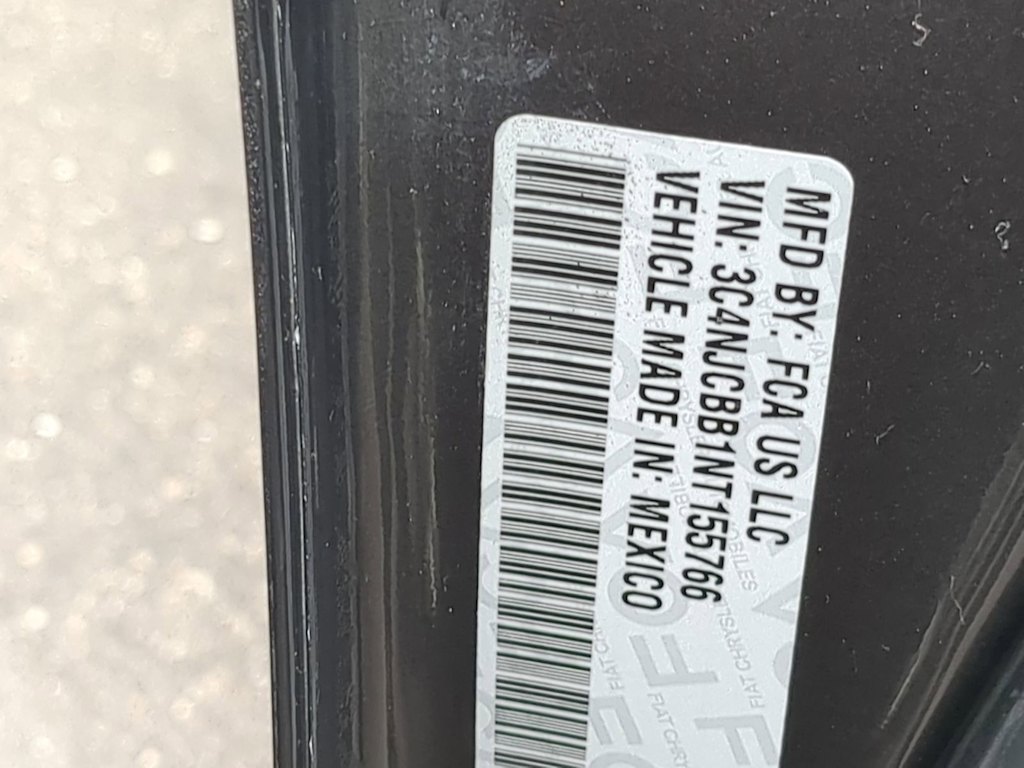 MFD BY: FCA US LLC
VIN: 3C4NJCBB1NT155766
VEHICLE MADE IN: MEXICO